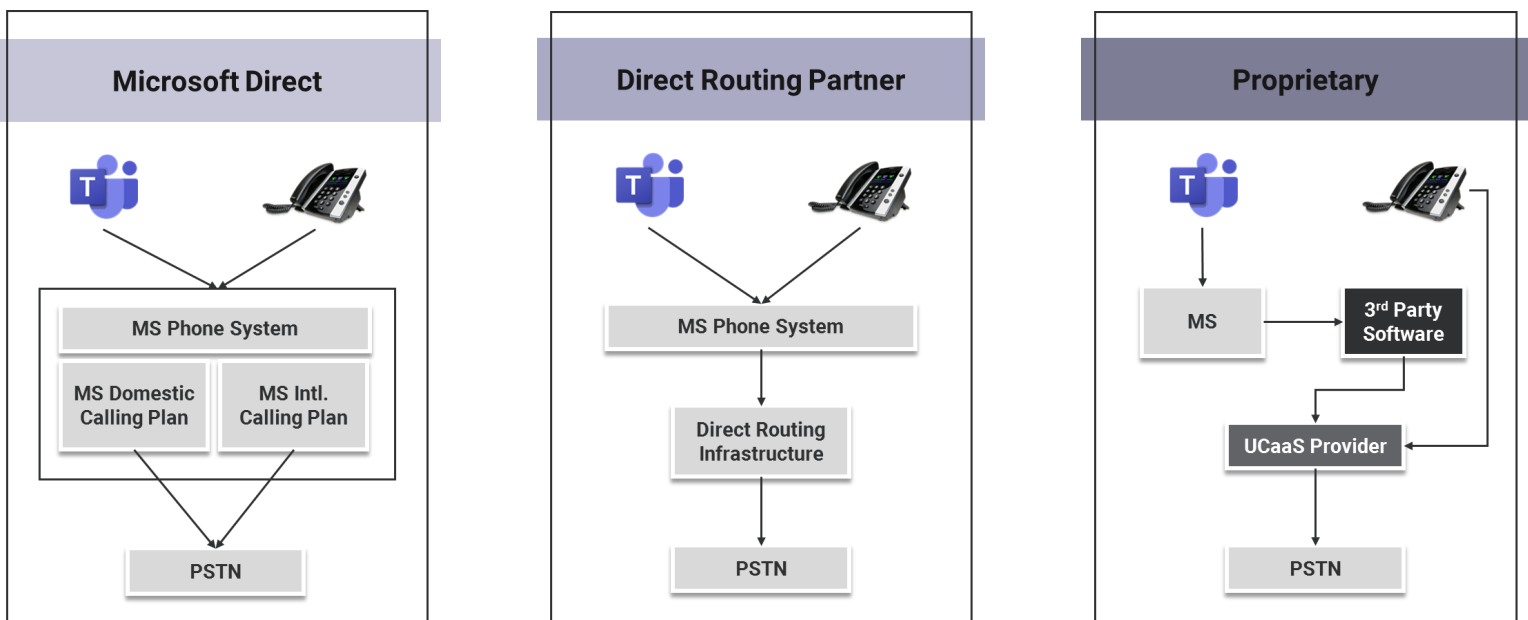 Microsoft Direct
T
MS Phone System
MS Domestic
Calling Plan
MS Intl.
Calling Plan
PSTN
Direct Routing Partner
T
MS Phone System
Direct Routing
Infrastructure
PSTN
Proprietary
T
MS
3rd Party
Software
UCaaS Provider
PSTN